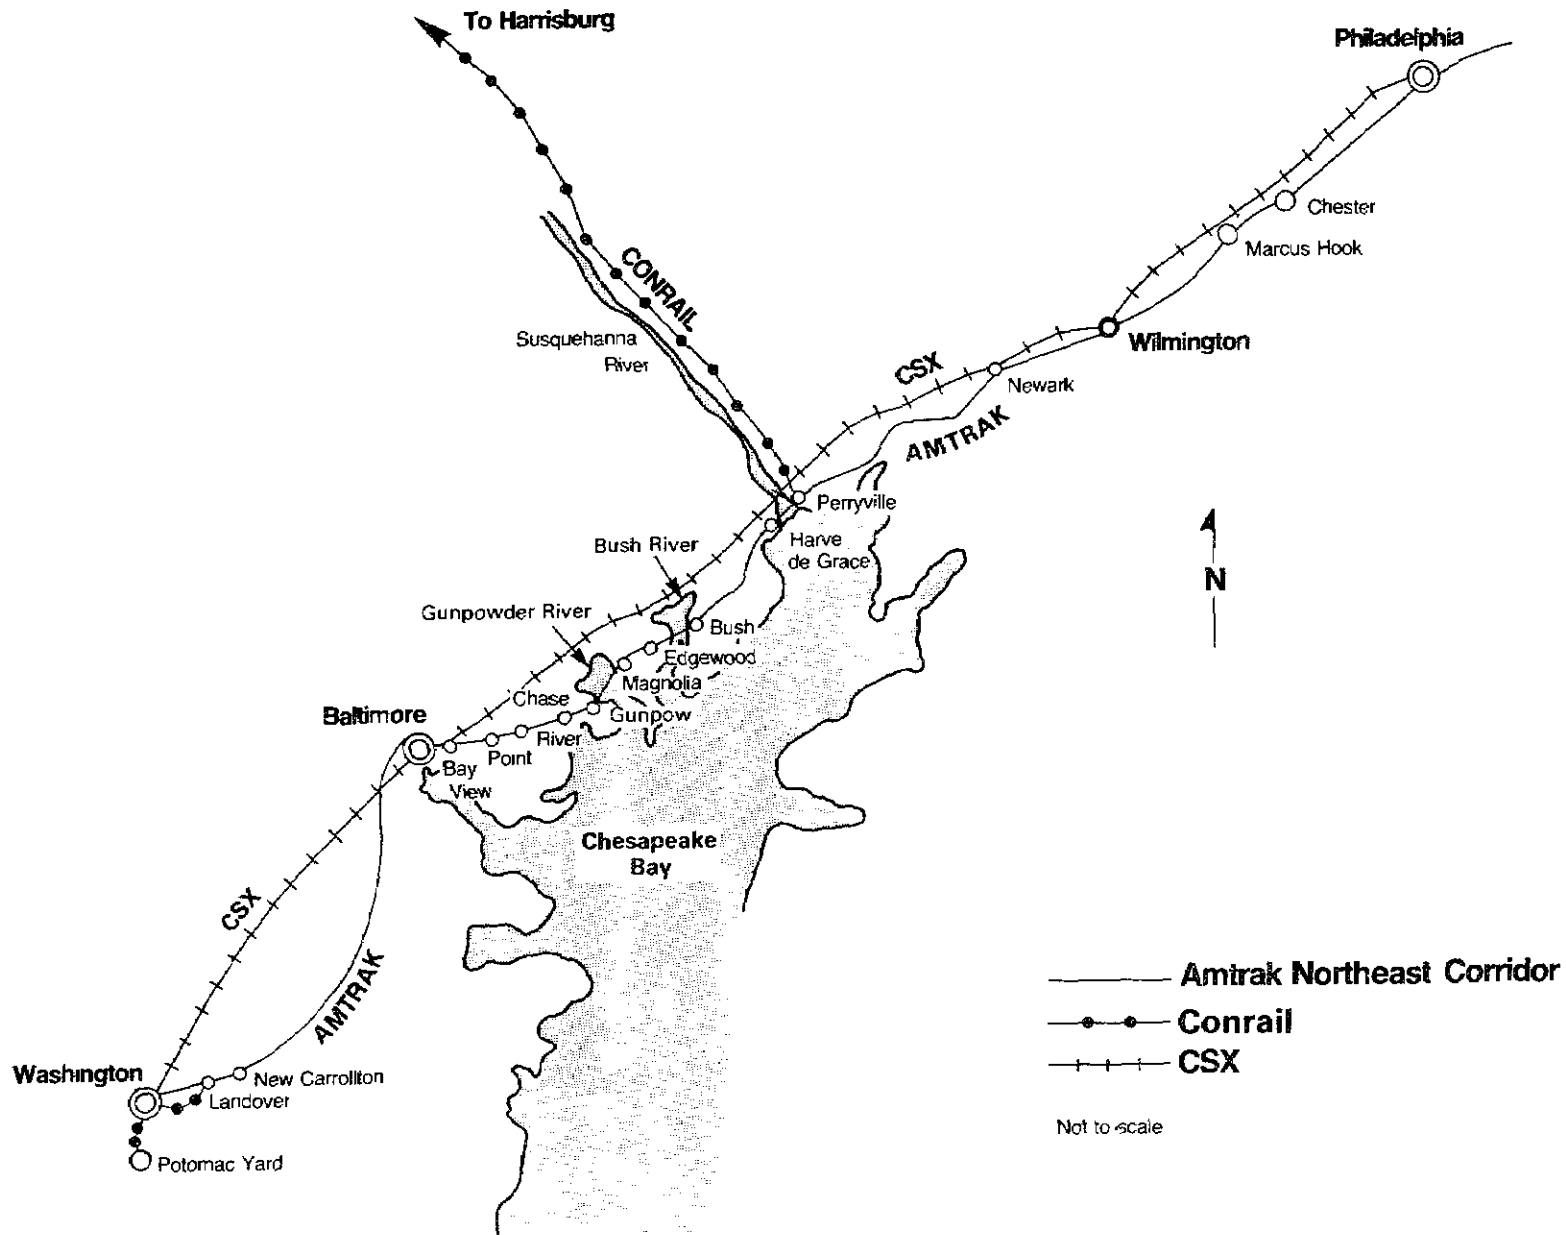 To Harrisburg
Philadelphia
Chester
Marcus Hook
CONRAIL
Susquehanna
River
Wilmington
CSX
Newark
AMTRAK
Perryville
Harve
de Grace
Bush River
N
Gunpowder River
Bush
Edgewood
Magnolia
Chase
Gunpow
Baltimore
River
Point
Bay
View
Chesapeake
Bay
CSX
AMTRAK
Amtrak Northeast Corridor
Conrail
CSX
Washington
New Carrollton
Landover
Not to scale
Potomac Yard